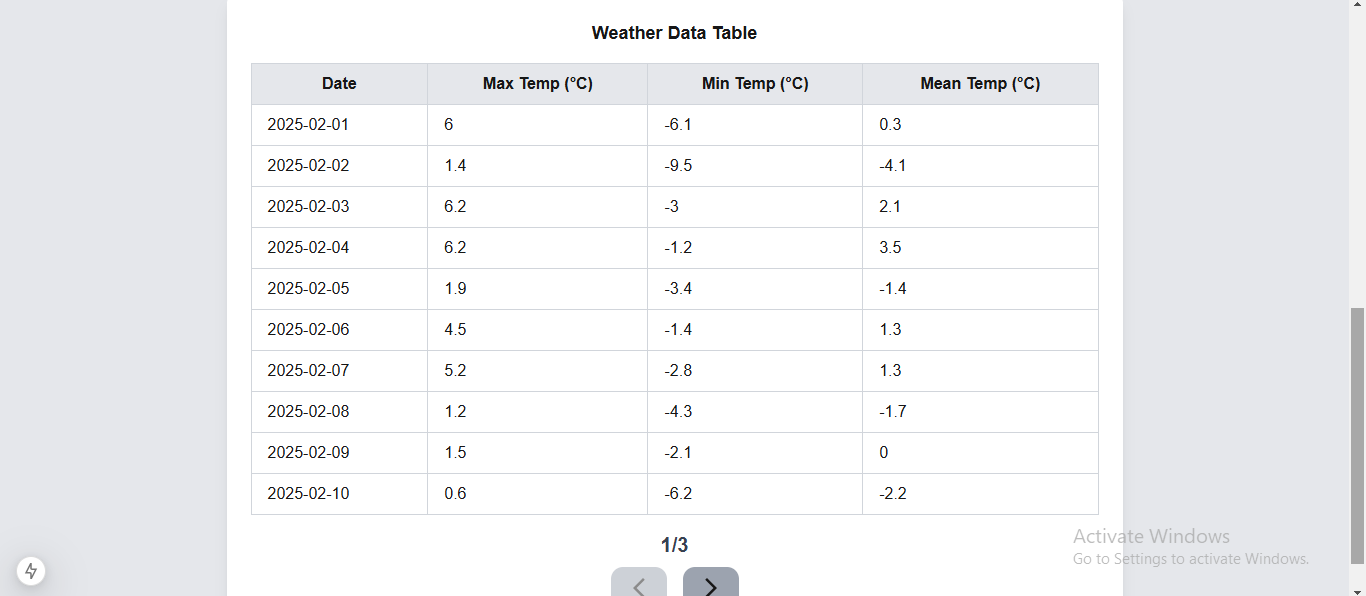 Weather Data Table
Date Max Temp (°C) Min Temp (°C) Mean Temp (°C)
2025-02-01 6 -6.1 0.3
2025-02-02 1.4 -9.5 -4.1
2025-02-03 6.2 -3 2.1
2025-02-04 6.2 -1.2 3.5
2025-02-05 1.9 -3.4 -1.4
2025-02-06 4.5 -1.4 1.3
2025-02-07 5.2 -2.8 1.3
2025-02-08 1.2 -4.3 -1.7
2025-02-09 1.5 -2.1 0
2025-02-10 0.6 -6.2 -2.2
1/3
Activate Windows
Go to Settings to activate Windows.